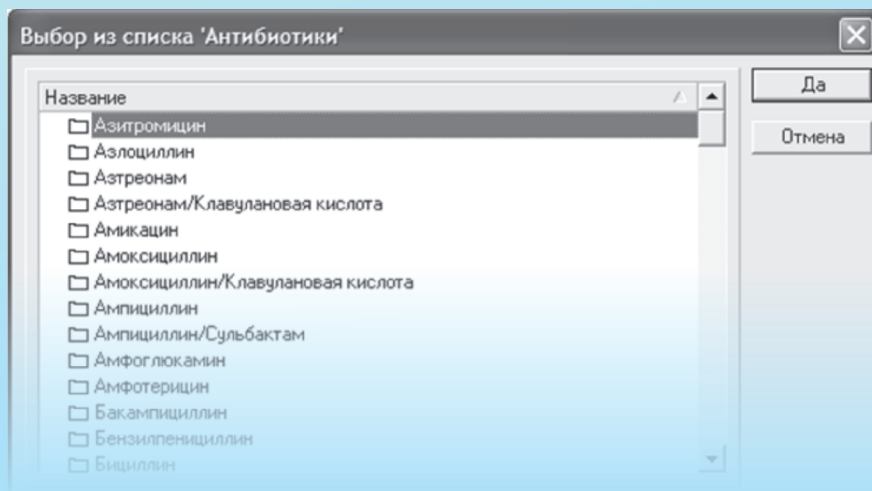 Выбор из списка 'Антибиотики'
Название
Да
Отмена
Азитромицин
Азлоциллин
Азтреонам
Азтреонам/Клавулановая кислота
Амикацин
Амоксициллин
Амоксициллин/Клавулановая кислота
Ампициллин
Ампициллин/Сульбактам
Амфоглюкамин
Амфотерицин
Бакампициллин
Бензилпенициллин
Бициллин